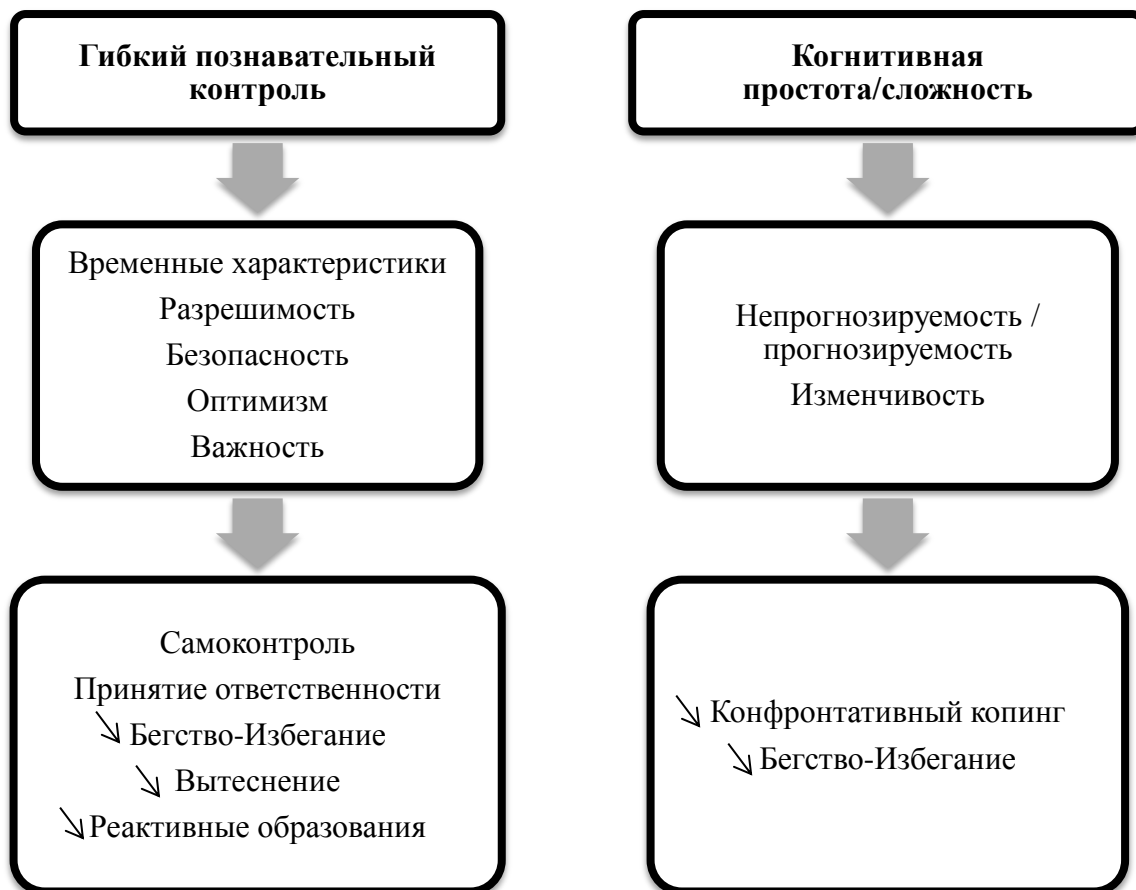 Гибкий познавательный
контроль
Временные характеристики
Разрешимость
Безопасность
Оптимизм
Важность
Самоконтроль
Принятие ответственности
Бегство-Избегание
Вытеснение
Реактивные образования
Когнитивная
простота/сложность
Непрогнозируемость /
прогнозируемость
Изменчивость
Конфронтативный копинг
Бегство-Избегание